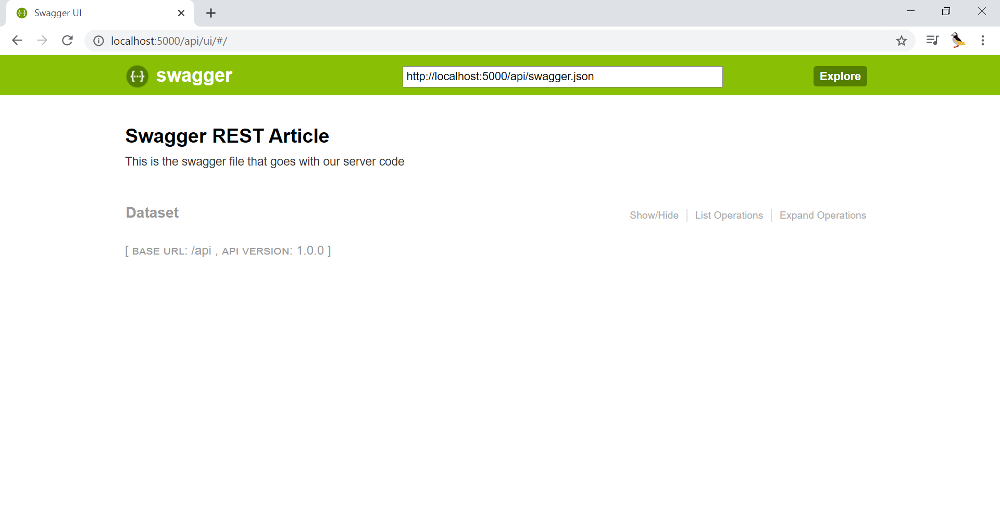 Swagger UI
localhost:5000/api/ui/#/
{···} swagger
http://localhost:5000/api/swagger.json
Explore
Swagger REST Article
This is the swagger file that goes with our server code
Dataset
Show/Hide
List Operations
Expand Operations
[ BASE URL: /api , API VERSION: 1.0.0 ]